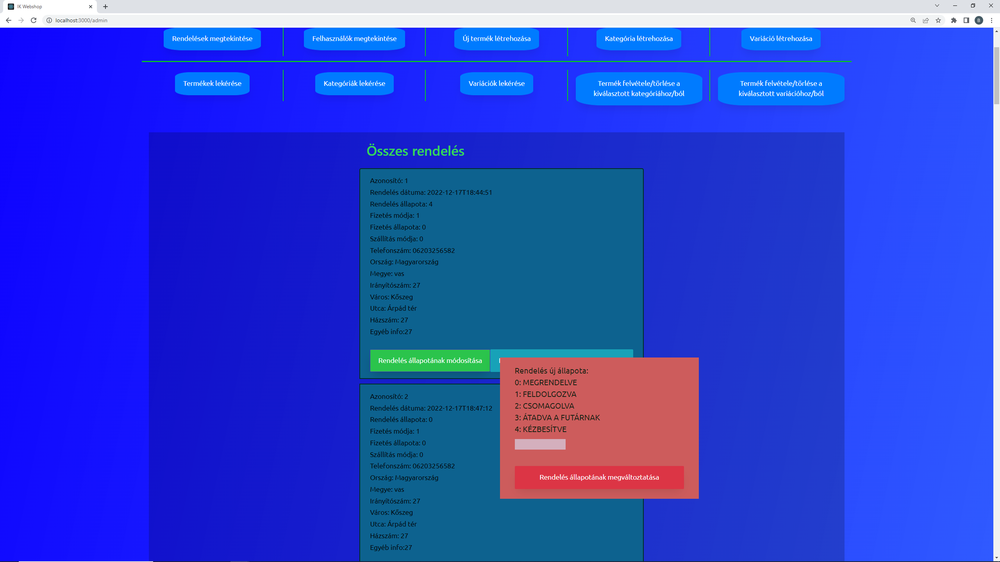 IK Webshop
localhost:3000/admin
B
Rendelések megtekintése
Felhasználók megtekintése
Új termék létrehozása
Kategória létrehozása
Variáció létrehozása
Termékek lekérése
Kategóriák lekérése
Variációk lekérése
Termék felvétele/törlése a
kiválasztott kategóriához/ból
Termék felvétele/törlése a
kiválasztott variációhoz/ból
Összes rendelés
Azonosító: 1
Rendelés dátuma: 2022-12-17T18:44:51
Rendelés állapota: 4
Fizetés módja: 1
Fizetés állapota: 0
Szállítás módja: 0
Telefonszám: 06203256582
Ország: Magyarország
Megye: vas
Irányítószám: 27
Város: Kőszeg
Utca: Árpád tér
Házszám: 27
Egyéb info:27
Rendelés állapotának módosítása
Azonosító: 2
Rendelés dátuma: 2022-12-17T18:47:12
Rendelés állapota: 0
Fizetés módja: 1
Fizetés állapota: 0
Szállítás módja: 0
Telefonszám: 06203256582
Ország: Magyarország
Megye: vas
Irányítószám: 27
Város: Kőszeg
Utca: Árpád tér
Házszám: 27
Egyéb info:27
Rendelés új állapota:
0: MEGRENDELVE
1: FELDOLGOZVA
2: CSOMAGOLVA
3: ÁTADVA A FUTÁRNAK
4: KÉZBESÍTVE
Rendelés állapotának megváltoztatása